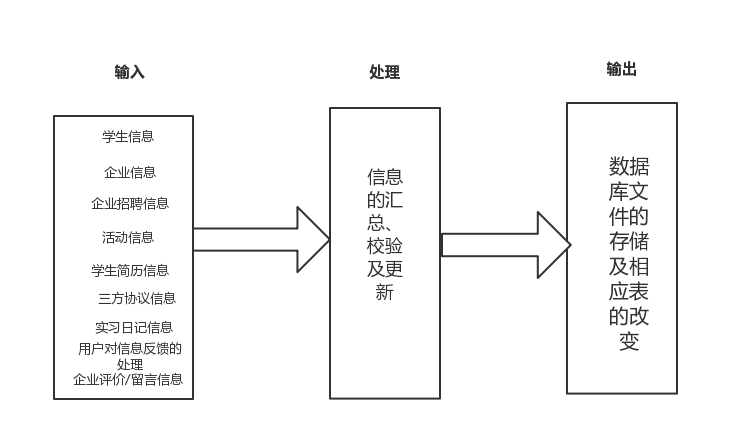 输入
处理
输出
学生信息
企业信息
企业招聘信息
活动信息
学生简历信息
三方协议信息
实习日记信息
用户对信息反馈的
处理
企业评价/留言信息
信息
的汇
总、
校验
及更
新
数据
库文
件的
存储
及相
应表
的改
变